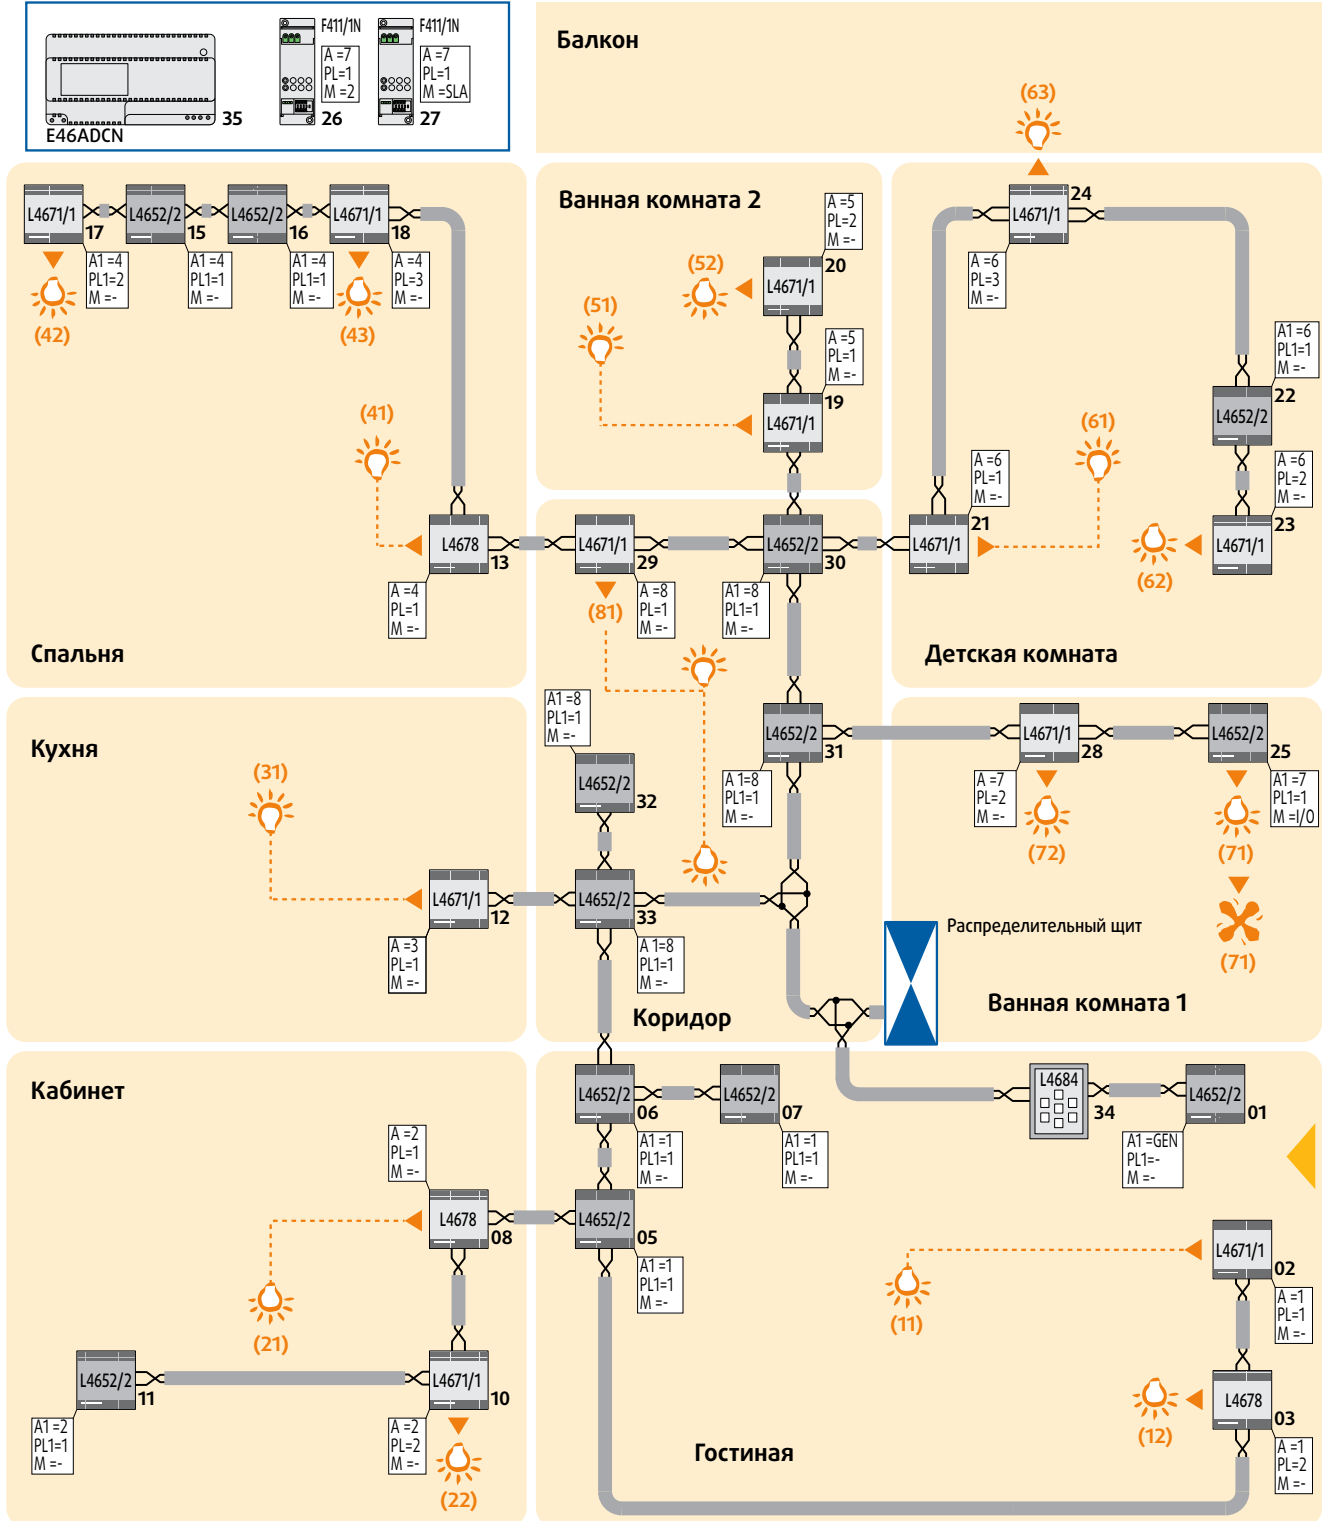 F411/1N
F411/1N
A =7
PL=1
M =2
A =7
PL=1
M =SLA
35
26
27
E46ADCN
Балкон
(63)
L4671/1
17
L4652/2
15
L4652/2
16
L4671/1
18
A1 =4
PL1=2
M =-
A1 =4
PL1=1
M =-
A1 =4
PL1=1
M =-
A =4
PL=3
M =-
(42)
(43)
(41)
L4678
13
A =4
PL=1
M =-
Спальня
Ванная комната 2
A =5
PL=2
M =-
20
L4671/1
(52)
(51)
A =5
PL=1
M =-
19
L4671/1
24
L4671/1
A =6
PL=3
M =-
A1 =6
PL1=1
M =-
22
L4652/2
(61)
A =6
PL=1
M =-
21
L4671/1
A =6
PL=2
M =-
23
L4671/1
(62)
Детская комната
L4671/1
29
A =8
PL=1
M =-
(81)
L4652/2
30
A1 =8
PL1=1
M =-
Кухня
(31)
L4671/1
12
A =3
PL=1
M =-
A1 =8
PL1=1
M =-
L4652/2
32
L4652/2
31
A 1=8
PL1=1
M =-
L4652/2
33
A 1=8
PL1=1
M =-
Коридор
L4671/1
28
A =7
PL=2
M =-
(72)
L4652/2
25
A1 =7
PL1=1
M =I/O
(71)
(71)
Распределительный щит
Ванная комната 1
Кабинет
A =2
PL=1
M =-
L4678
08
(21)
L4652/2
11
A1 =2
PL1=1
M =-
L4671/1
10
A =2
PL=2
M =-
(22)
L4652/2
06
A1 =1
PL1=1
M =-
L4652/2
07
A1 =1
PL1=1
M =-
L4652/2
05
A1 =1
PL1=1
M =-
L4684
34
L4652/2
01
A1 =GEN
PL1=-
M =-
(11)
L4671/1
02
A =1
PL=1
M =-
(12)
L4678
03
A =1
PL=2
M =-
Гостиная